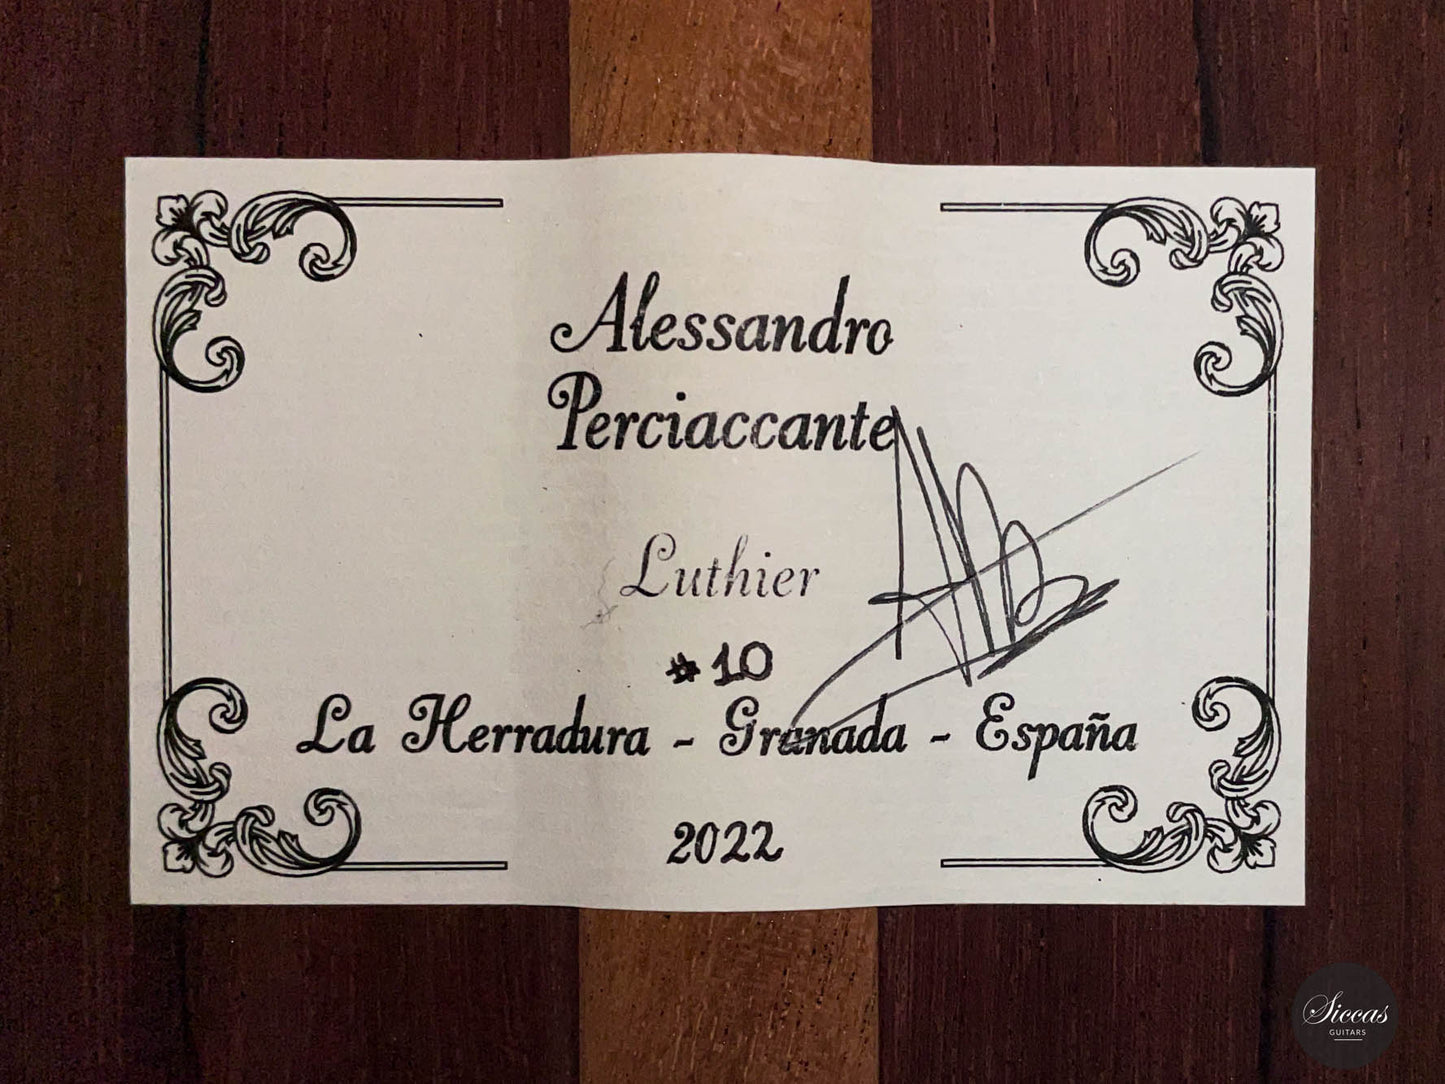 Alessandro
Perciaccante
Luthier
# 10
La Herradura - Granada - España
2022
Siccas
GUITARS